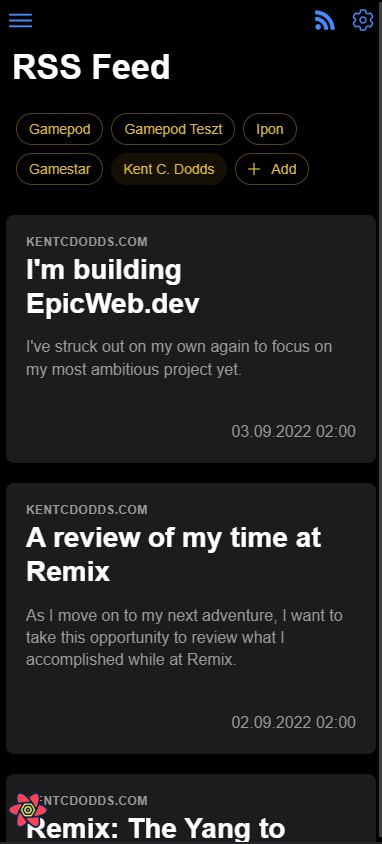 RSS Feed
Gamepod
Gamepod Teszt
Ipon
Gamestar
Kent C. Dodds
+ Add
KENTCDODDS.COM
I'm building
EpicWeb.dev
I've struck out on my own again to focus on
my most ambitious project yet.
03.09.2022 02:00
KENTCDODDS.COM
A review of my time at
Remix
As I move on to my next adventure, I want to
take this opportunity to review what I
accomplished while at Remix.
02.09.2022 02:00
KENTCDODDS.COM
Remix: The Yang to